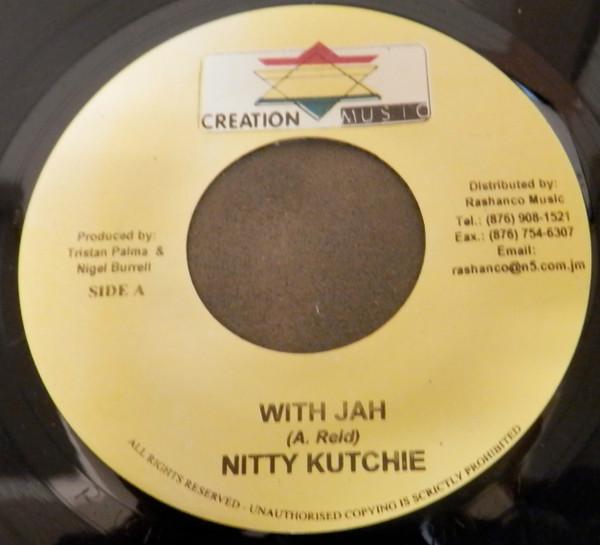 CREATION MUSIC
Produced by:
Tristan Palma &
Nigel Burrell
SIDE A
Distributed by:
Rashanco Music
Tel.: (876) 908-1521
Eax.: (876) 754-6307
Email:
rashanco@n5.com.jm
WITH JAH
(A. Reid)
NITTY KUTCHIE
ALL RIGHTS RESERVED - UNAUTHORISED COPYING IS SCRICTLY PROHIBITED